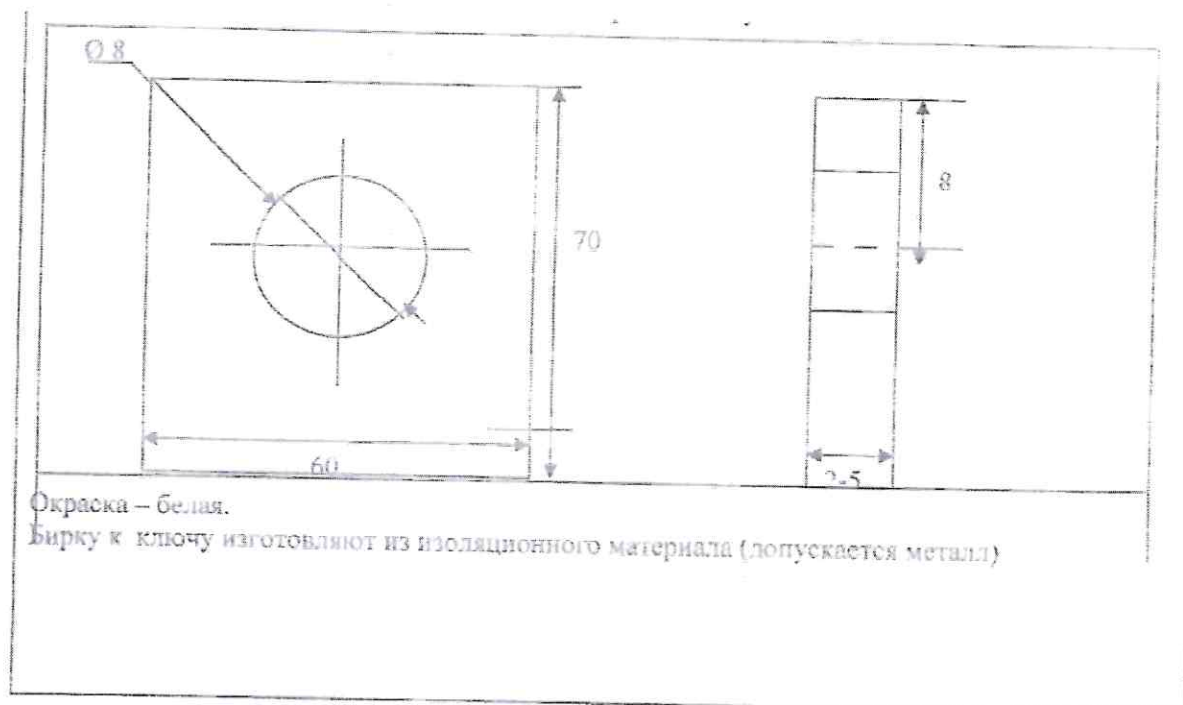 Ø 8
8
70
60
2-5
Окраска – белая.
Бирку к ключу изготовляют из изоляционного материала (допускается металл)